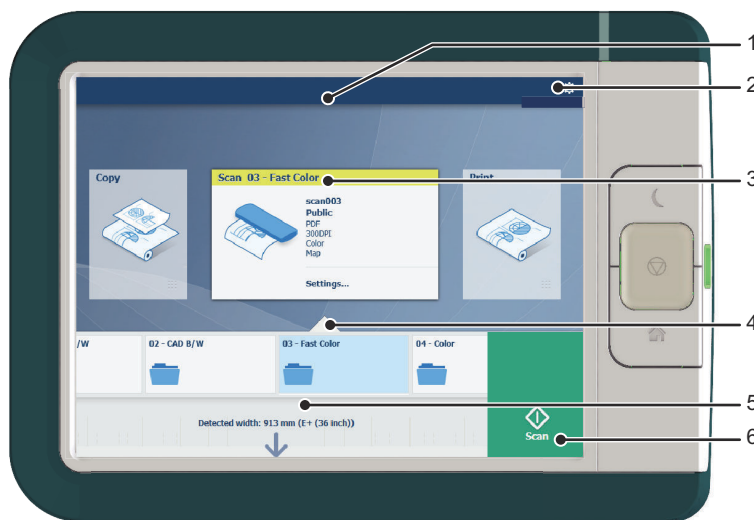 1
2
Copy
Scan 03 - Fast Color
Print
3
scan003
Public
PDF
300DPI
Color
Map
Settings...
4
/W
02 - CAD B/W
03 - Fast Color
04 - Color
5
Detected width: 913 mm (E+ (36 inch))
Scan
6